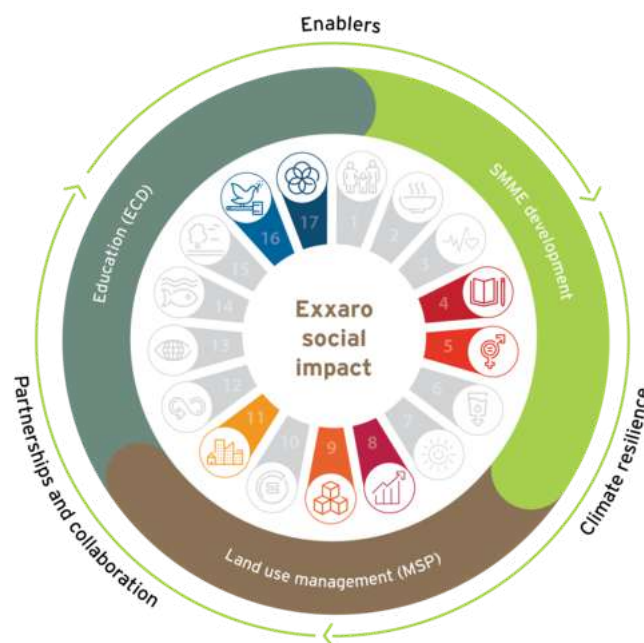 Enablers
SMME development
Climate resilience
Land use management (MSP)
Partnerships and collaboration
Education (ECD)
Exxaro
social
impact
1
2
3
4
5
6
7
8
9
10
11
12
13
14
15
16
17